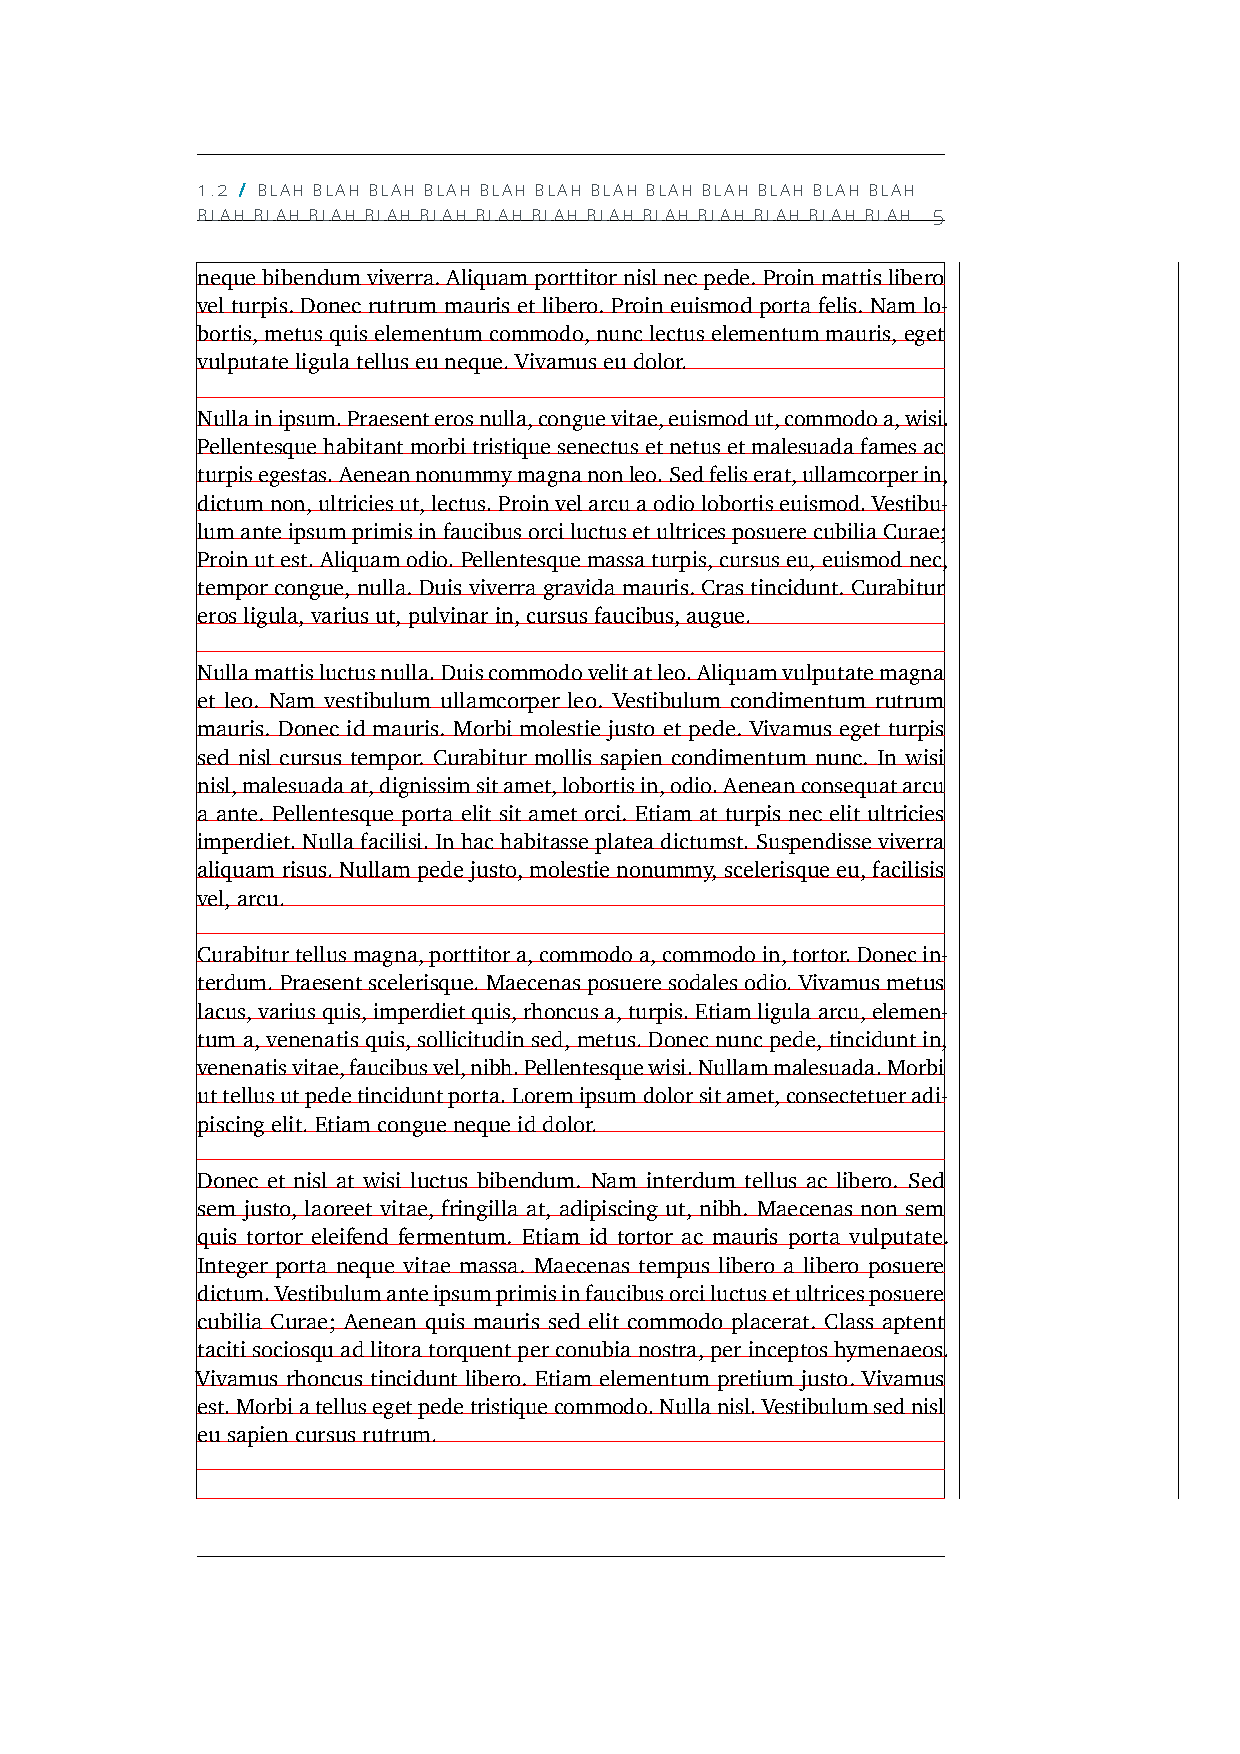 1.2 / BLAH BLAH BLAH BLAH BLAH BLAH BLAH BLAH BLAH BLAH BLAH BLAH
BLAH BLAH BLAH BLAH BLAH BLAH BLAH BLAH BLAH BLAH BLAH BLAH BLAH 5
neque bibendum viverra. Aliquam porttitor nisl nec pede. Proin mattis libero
vel turpis. Donec rutrum mauris et libero. Proin euismod porta felis. Nam lo-
bortis, metus quis elementum commodo, nunc lectus elementum mauris, eget
vulputate ligula tellus eu neque. Vivamus eu dolor.
Nulla in ipsum. Praesent eros nulla, congue vitae, euismod ut, commodo a, wisi.
Pellentesque habitant morbi tristique senectus et netus et malesuada fames ac
turpis egestas. Aenean nonummy magna non leo. Sed felis erat, ullamcorper in,
dictum non, ultricies ut, lectus. Proin vel arcu a odio lobortis euismod. Vestibu-
lum ante ipsum primis in faucibus orci luctus et ultrices posuere cubilia Curae;
Proin ut est. Aliquam odio. Pellentesque massa turpis, cursus eu, euismod nec,
tempor congue, nulla. Duis viverra gravida mauris. Cras tincidunt. Curabitur
eros ligula, varius ut, pulvinar in, cursus faucibus, augue.
Nulla mattis luctus nulla. Duis commodo velit at leo. Aliquam vulputate magna
et leo. Nam vestibulum ullamcorper leo. Vestibulum condimentum rutrum
mauris. Donec id mauris. Morbi molestie justo et pede. Vivamus eget turpis
sed nisl cursus tempor. Curabitur mollis sapien condimentum nunc. In wisi
nisl, malesuada at, dignissim sit amet, lobortis in, odio. Aenean consequat arcu
a ante. Pellentesque porta elit sit amet orci. Etiam at turpis nec elit ultricies
imperdiet. Nulla facilisi. In hac habitasse platea dictumst. Suspendisse viverra
aliquam risus. Nullam pede justo, molestie nonummy, scelerisque eu, facilisis
vel, arcu.
Curabitur tellus magna, porttitor a, commodo a, commodo in, tortor. Donec in-
terdum. Praesent scelerisque. Maecenas posuere sodales odio. Vivamus metus
lacus, varius quis, imperdiet quis, rhoncus a, turpis. Etiam ligula arcu, elemen-
tum a, venenatis quis, sollicitudin sed, metus. Donec nunc pede, tincidunt in,
venenatis vitae, faucibus vel, nibh. Pellentesque wisi. Nullam malesuada. Morbi
ut tellus ut pede tincidunt porta. Lorem ipsum dolor sit amet, consectetuer adi-
piscing elit. Etiam congue neque id dolor.
Donec et nisl at wisi luctus bibendum. Nam interdum tellus ac libero. Sed
sem justo, laoreet vitae, fringilla at, adipiscing ut, nibh. Maecenas non sem
quis tortor eleifend fermentum. Etiam id tortor ac mauris porta vulputate.
Integer porta neque vitae massa. Maecenas tempus libero a libero posuere
dictum. Vestibulum ante ipsum primis in faucibus orci luctus et ultrices posuere
cubilia Curae; Aenean quis mauris sed elit commodo placerat. Class aptent
taciti sociosqu ad litora torquent per conubia nostra, per inceptos hymenaeos.
Vivamus rhoncus tincidunt libero. Etiam elementum pretium justo. Vivamus
est. Morbi a tellus eget pede tristique commodo. Nulla nisl. Vestibulum sed nisl
eu sapien cursus rutrum.